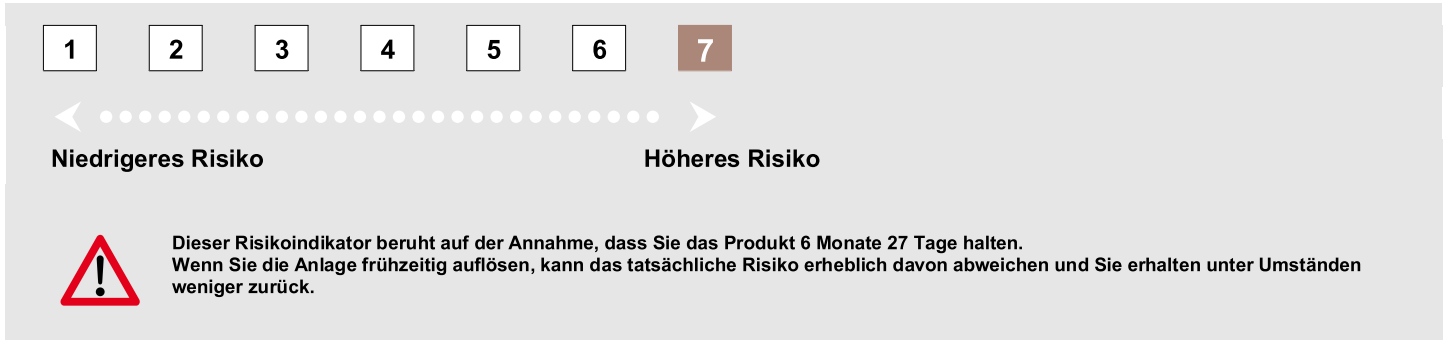 1 2 3 4 5 6 7
Niedrigeres Risiko Höheres Risiko
Dieser Risikoindikator beruht auf der Annahme, dass Sie das Produkt 6 Monate 27 Tage halten.
Wenn Sie die Anlage frühzeitig auflösen, kann das tatsächliche Risiko erheblich davon abweichen und Sie erhalten unter Umständen
weniger zurück.